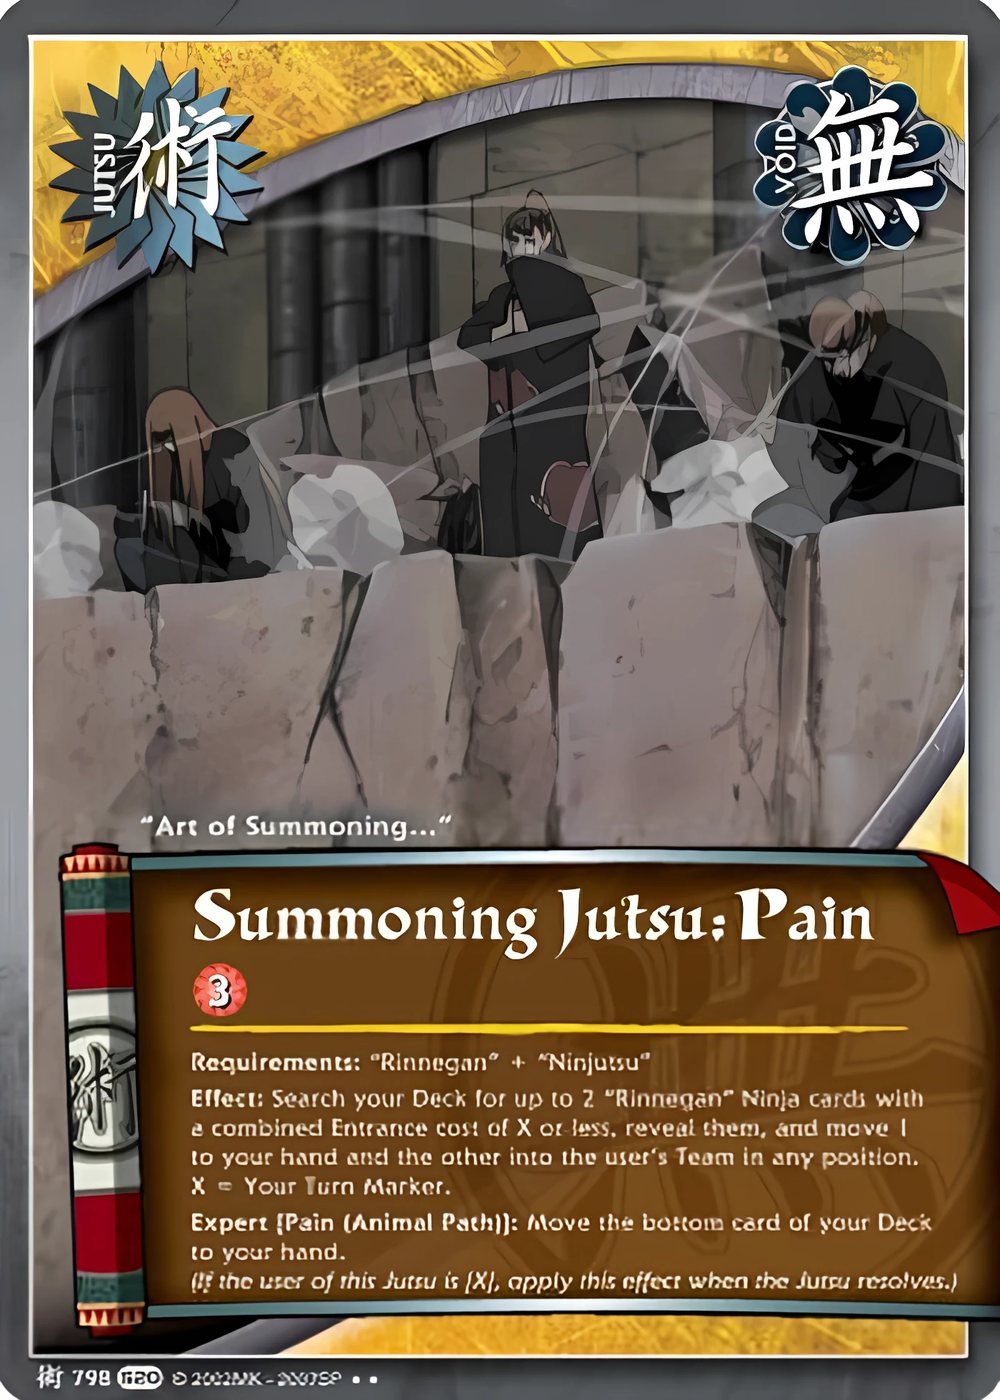 JUTSU
術
VOID
無
"Art of Summoning..."
Summoning Jutsu: Pain
3
Requirements: "Rinnegan" + "Ninjutsu"
Effect: Search your Deck for up to 2 "Rinnegan" Ninja cards with
a combined Entrance cost of X or less, reveal them, and move 1
to your hand and the other into the user's Team in any position.
X = Your Turn Marker.
Expert [Pain (Animal Path)]: Move the bottom card of your Deck
to your hand.
(If the user of this Jutsu is [X], apply this effect when the Jutsu resolves.)
術 798 © 2002MK - 2007SP